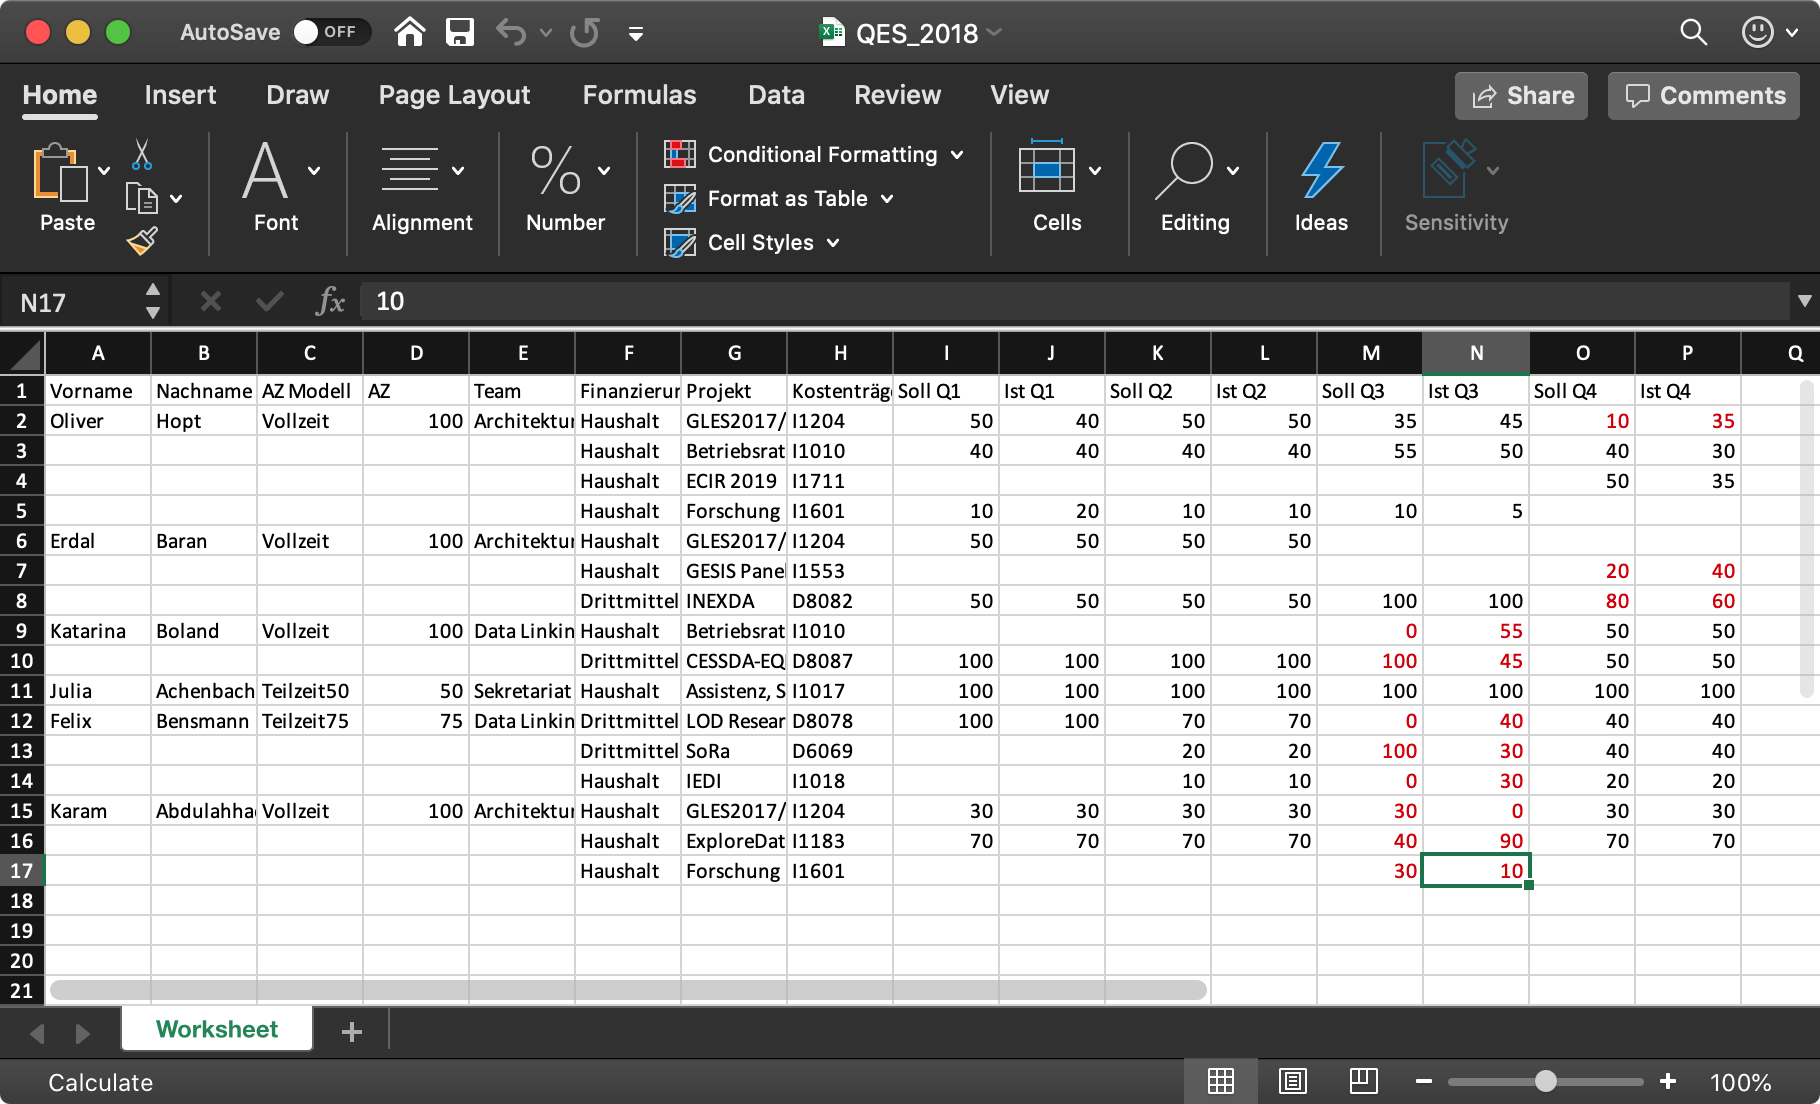 AutoSave OFF QES_2018
Home Insert Draw Page Layout Formulas Data Review View Share Comments
Paste Font Alignment % Number Conditional Formatting Format as Table Cell Styles Cells Editing Ideas Sensitivity
N17 fx 10
A B C D E F G H I J K L M N O P Q
1 Vorname Nachname AZ Modell AZ Team Finanzierur Projekt Kostenträg Soll Q1 Ist Q1 Soll Q2 Ist Q2 Soll Q3 Ist Q3 Soll Q4 Ist Q4
2 Oliver Hopt Vollzeit 100 Architektur Haushalt GLES2017/ I1204 50 40 50 50 35 45 10 35
3 Haushalt Betriebsrat I1010 40 40 40 40 55 50 40 30
4 Haushalt ECIR 2019 I1711 50 35
5 Haushalt Forschung I1601 10 20 10 10 10 5
6 Erdal Baran Vollzeit 100 Architektur Haushalt GLES2017/ I1204 50 50 50 50
7 Haushalt GESIS Panel I1553 20 40
8 Drittmittel INEXDA D8082 50 50 50 50 100 100 80 60
9 Katarina Boland Vollzeit 100 Data Linkin Haushalt Betriebsrat I1010 0 55 50 50
10 Drittmittel CESSDA-EQ D8087 100 100 100 100 100 45 50 50
11 Julia Achenbach Teilzeit50 50 Sekretariat Haushalt Assistenz, S I1017 100 100 100 100 100 100 100 100
12 Felix Bensmann Teilzeit75 75 Data Linkin Drittmittel LOD Resear D8078 100 100 70 70 0 40 40 40
13 Drittmittel SoRa D6069 20 20 100 30 40 40
14 Haushalt IEDI I1018 10 10 0 30 20 20
15 Karam Abdulahha Vollzeit 100 Architektur Haushalt GLES2017/ I1204 30 30 30 30 30 0 30 30
16 Haushalt ExploreDat I1183 70 70 70 70 40 90 70 70
17 Haushalt Forschung I1601 30 10
18
19
20
21
Worksheet +
Calculate 100%